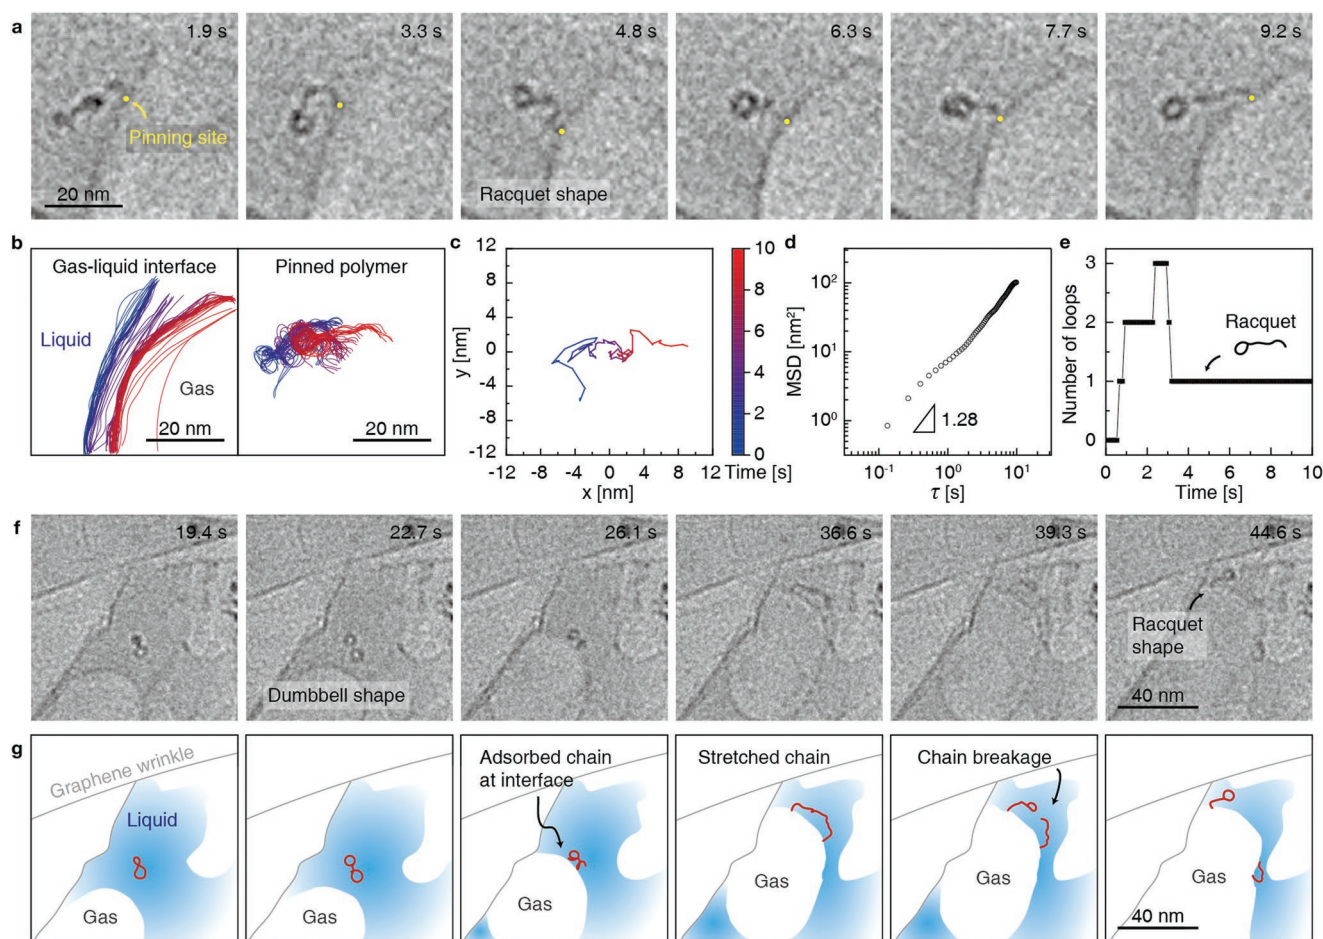 a
1.9 s
3.3 s
4.8 s
6.3 s
7.7 s
9.2 s
Pinning site
20 nm
Racquet shape
b
Gas-liquid interface
Pinned polymer
Liquid
Gas
20 nm
20 nm
c
12
8
4
0
-4
-8
-12
y [nm]
-12 -8 -4 0 4 8 12
x [nm]
10
8
6
4
2
0
Time [s]
d
10²
10¹
10⁰
MSD [nm²]
1.28
10⁻¹ 10⁰ 10¹
τ [s]
e
3
2
1
0
Number of loops
Racquet
0 2 4 6 8 10
Time [s]
f
19.4 s
22.7 s
26.1 s
36.6 s
39.3 s
44.6 s
Dumbbell shape
Racquet
shape
40 nm
g
Graphene wrinkle
Liquid
Gas
Gas
Adsorbed chain
at interface
Gas
Stretched chain
Gas
Chain breakage
Gas
Gas
40 nm